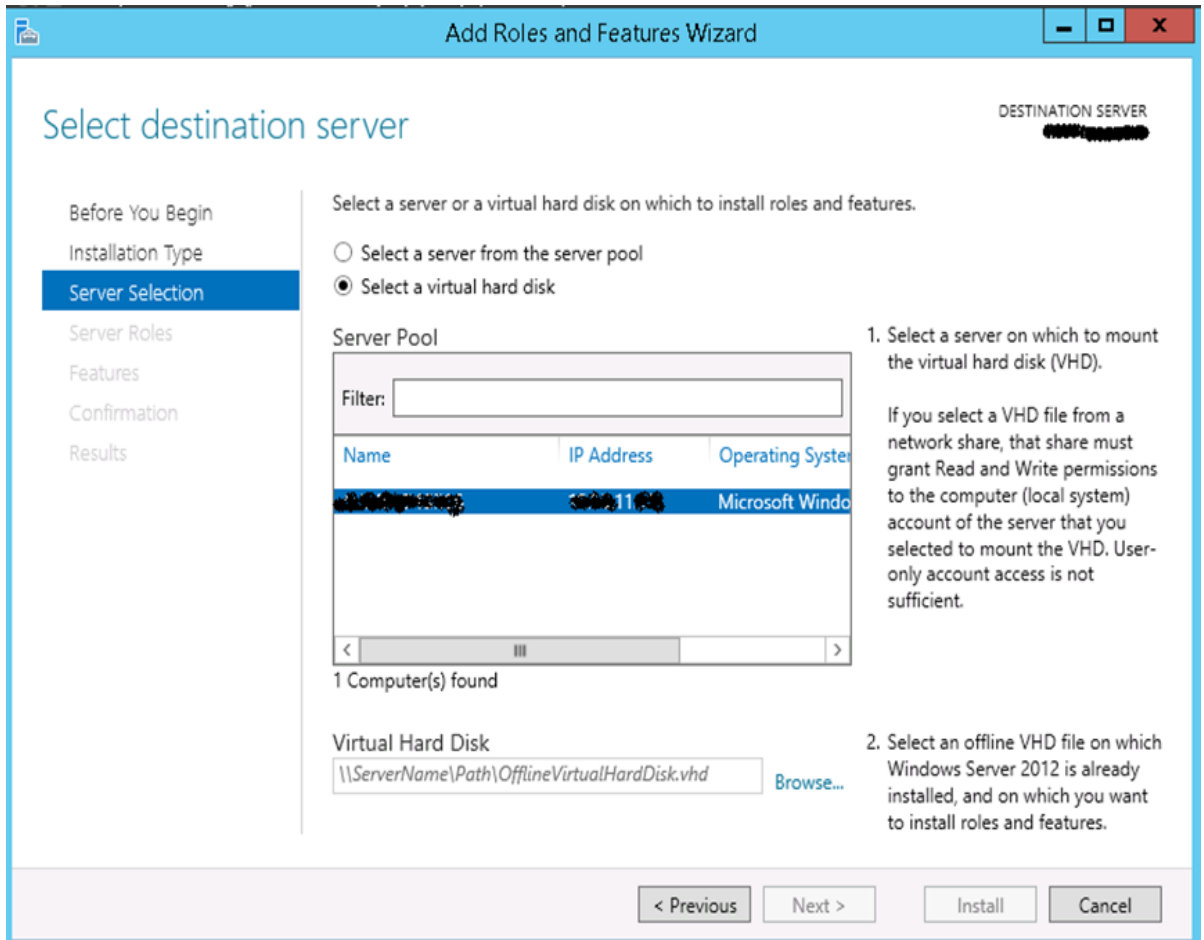 Add Roles and Features Wizard
Select destination server
DESTINATION SERVER
Before You Begin
Installation Type
Server Selection
Server Roles
Features
Confirmation
Results
Select a server or a virtual hard disk on which to install roles and features.
Select a server from the server pool
Select a virtual hard disk
Server Pool
Filter:
Name IP Address Operating Syster
11 Microsoft Windo
1 Computer(s) found
Virtual Hard Disk
\\ServerName\Path\OfflineVirtualHardDisk.vhd
Browse...
1. Select a server on which to mount
the virtual hard disk (VHD).
If you select a VHD file from a
network share, that share must
grant Read and Write permissions
to the computer (local system)
account of the server that you
selected to mount the VHD. User-
only account access is not
sufficient.
2. Select an offline VHD file on which
Windows Server 2012 is already
installed, and on which you want
to install roles and features.
< Previous
Next >
Install
Cancel